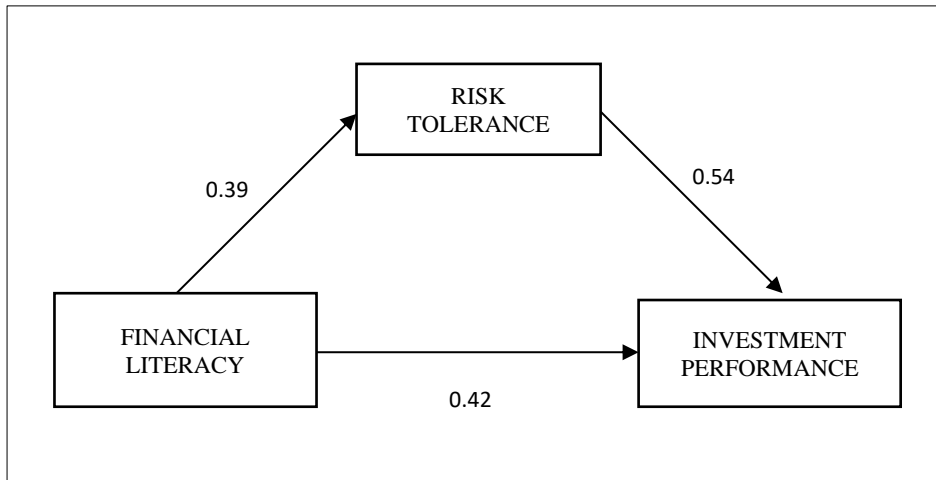 RISK
TOLERANCE
0.39
0.54
FINANCIAL
LITERACY
INVESTMENT
PERFORMANCE
0.42